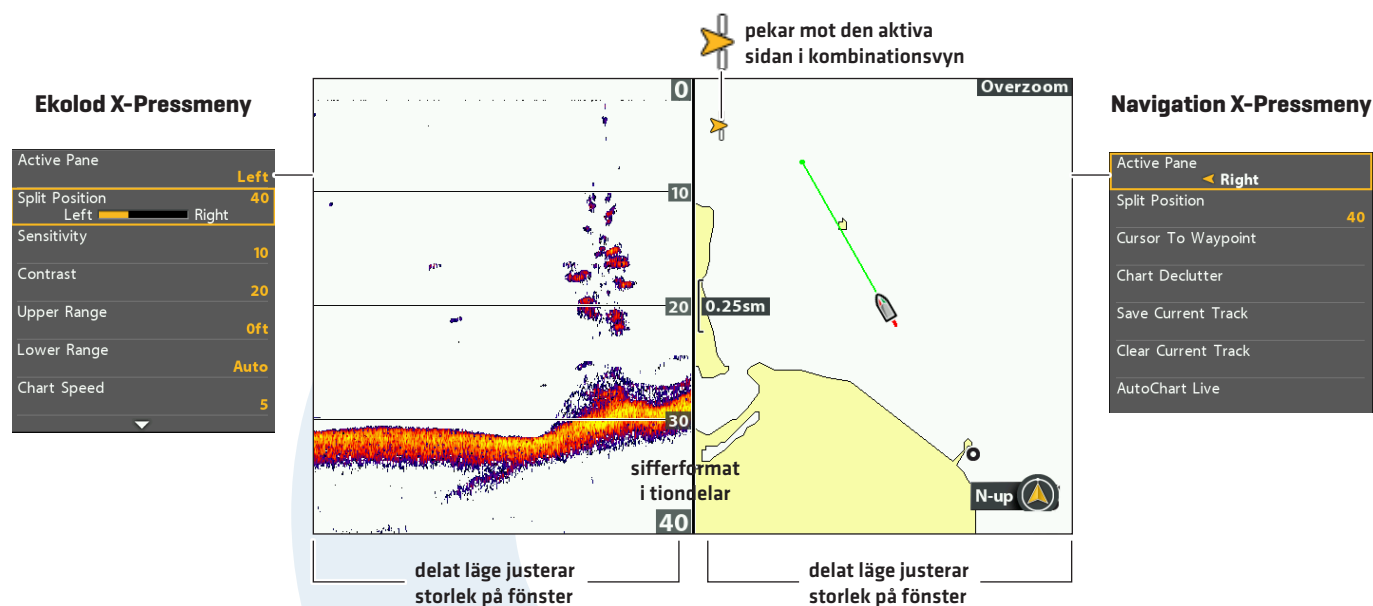 pekar mot den aktiva
sidan i kombinationsvyn
Ekolod X-Pressmeny
Active Pane
Left
Split Position
40
Left
Right
Sensitivity
10
Contrast
20
Upper Range
0ft
Lower Range
Auto
Chart Speed
5
0
10
20
30
40
sifferformat
i tiondelar
Overzoom
0.25sm
N-up
Navigation X-Pressmeny
Active Pane
Right
Split Position
40
Cursor To Waypoint
Chart Declutter
Save Current Track
Clear Current Track
AutoChart Live
delat läge justerar
storlek på fönster
delat läge justerar
storlek på fönster